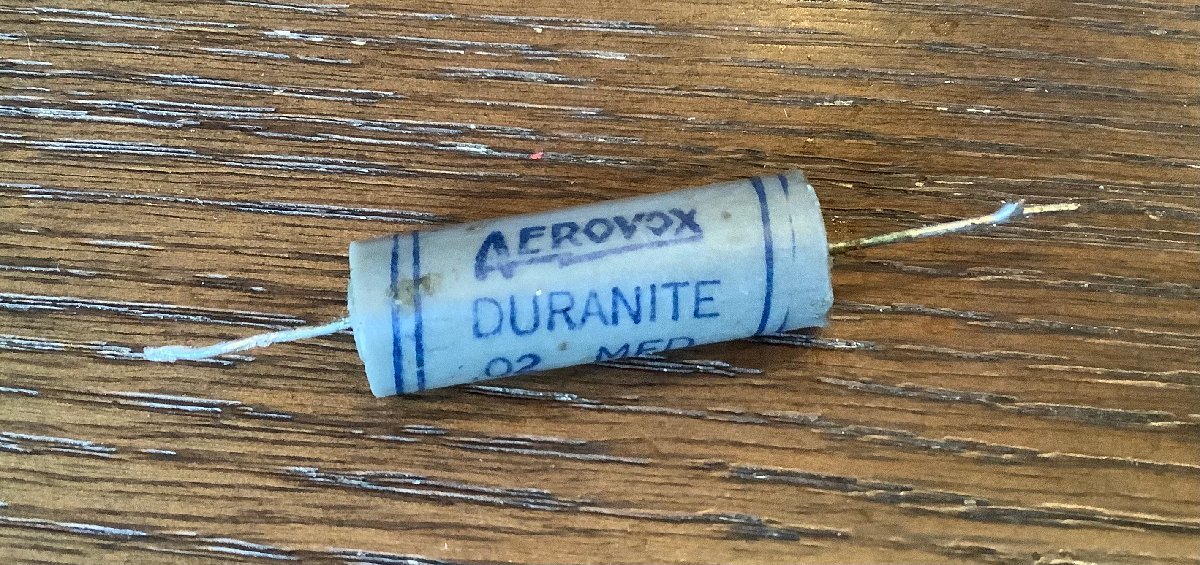 AEROVOX
DURANITE
.02 MFD